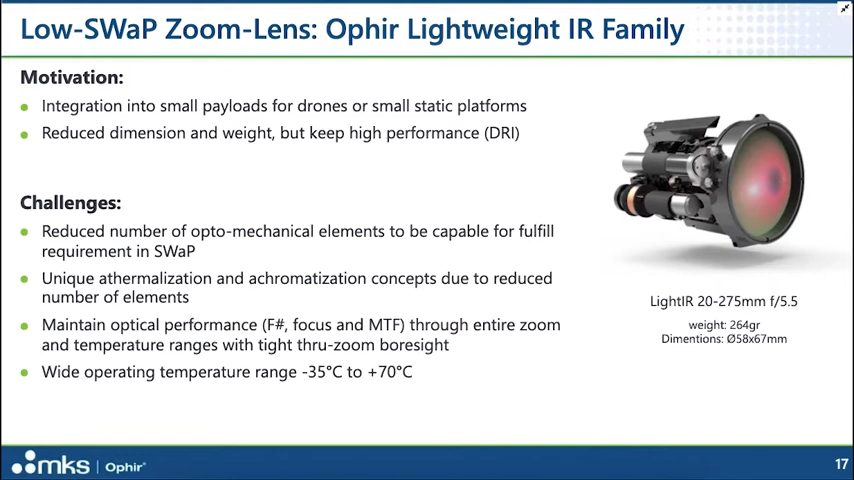 Low-SWaP Zoom-Lens: Ophir Lightweight IR Family
Motivation:
Integration into small payloads for drones or small static platforms
Reduced dimension and weight, but keep high performance (DRI)
Challenges:
Reduced number of opto-mechanical elements to be capable for fulfill
requirement in SWaP
Unique athermalization and achromatization concepts due to reduced
number of elements
Maintain optical performance (F#, focus and MTF) through entire zoom
and temperature ranges with tight thru-zoom boresight
Wide operating temperature range -35°C to +70°C
LightIR 20-275mm f/5.5
weight: 264gr
Dimentions: Ø58x67mm
mks | Ophir®
17